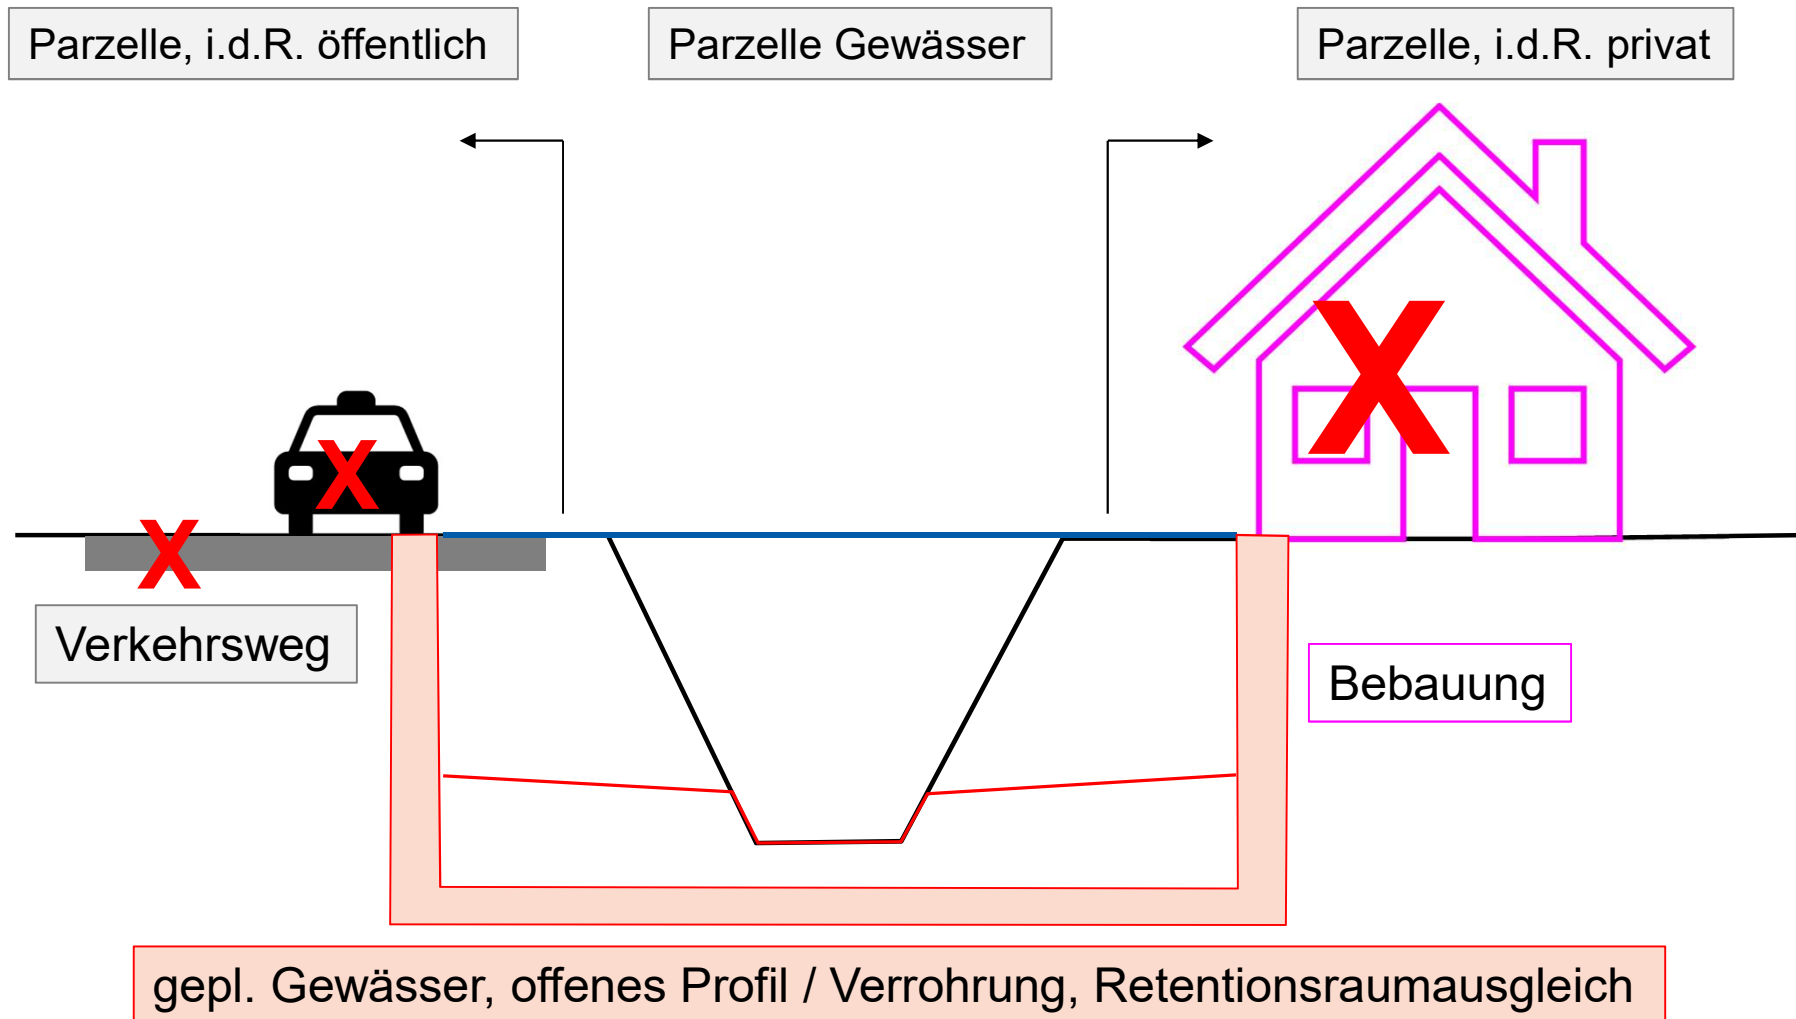 Parzelle, i.d.R. öffentlich
Parzelle Gewässer
Parzelle, i.d.R. privat
X
X
X
Verkehrsweg
Bebauung
gepl. Gewässer, offenes Profil / Verrohrung, Retentionsraumausgleich